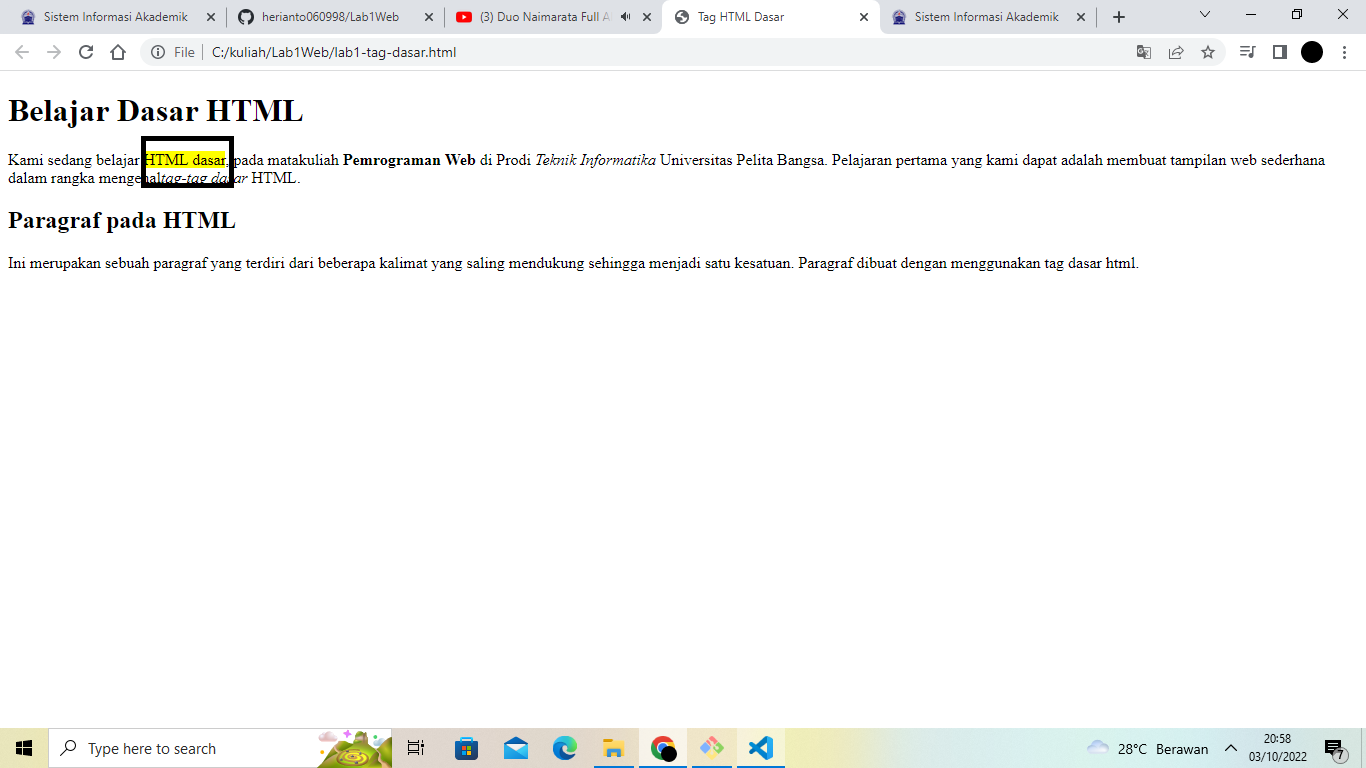 Sistem Informasi Akademik
herianto060998/Lab1Web
(3) Duo Naimarata Full A
Tag HTML Dasar
Sistem Informasi Akademik
File
C:/kuliah/Lab1Web/lab1-tag-dasar.html
Belajar Dasar HTML
Kami sedang belajar HTML dasar, pada matakuliah Pemrograman Web di Prodi Teknik Informatika Universitas Pelita Bangsa. Pelajaran pertama yang kami dapat adalah membuat tampilan web sederhana
dalam rangka mengenaltag-tag dasar HTML.
Paragraf pada HTML
Ini merupakan sebuah paragraf yang terdiri dari beberapa kalimat yang saling mendukung sehingga menjadi satu kesatuan. Paragraf dibuat dengan menggunakan tag dasar html.
Type here to search
28°C Berawan
20:58
03/10/2022
7